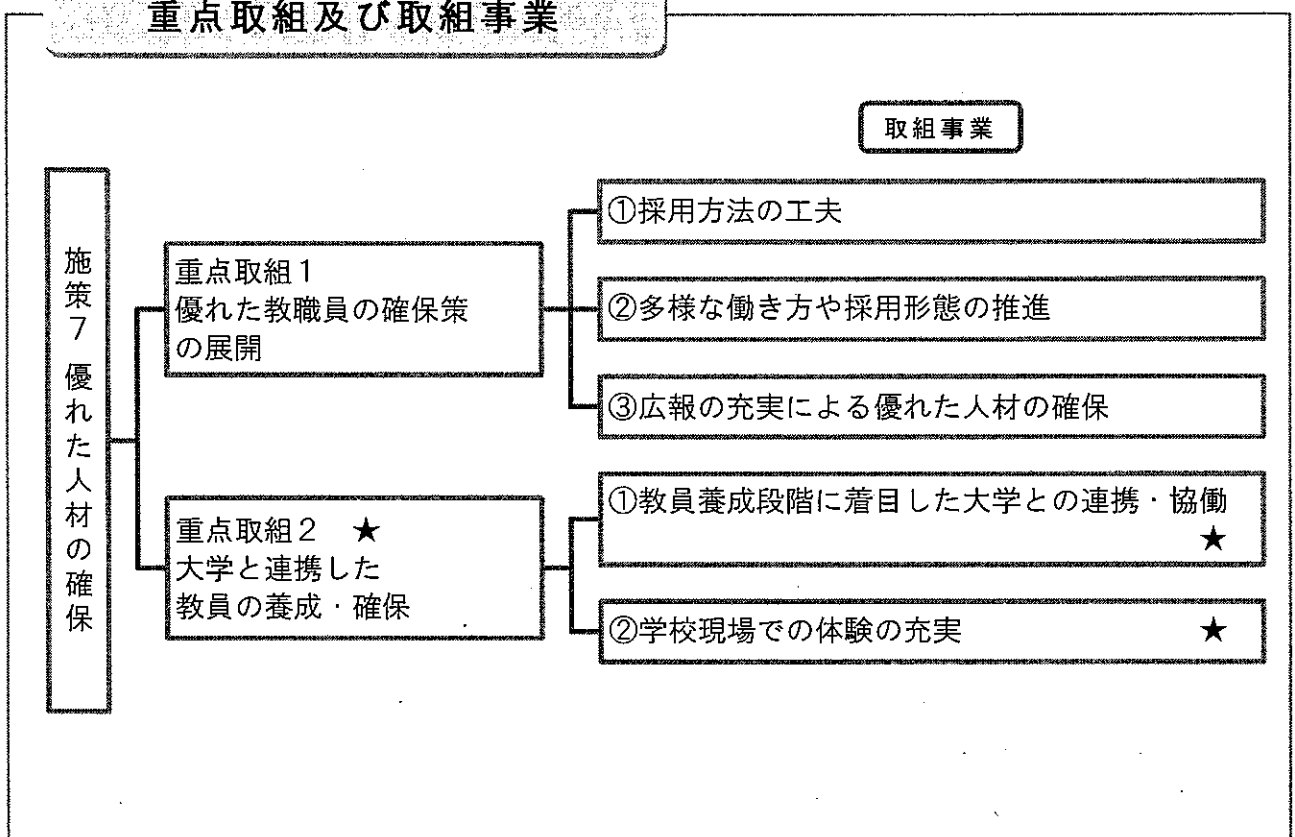 重点取組及び取組事業
取組事業
施策7 優れた人材の確保
重点取組1
優れた教職員の確保策
の展開
①採用方法の工夫
②多様な働き方や採用形態の推進
③広報の充実による優れた人材の確保
重点取組2 ★
大学と連携した
教員の養成・確保
①教員養成段階に着目した大学との連携・協働
★
②学校現場での体験の充実 ★